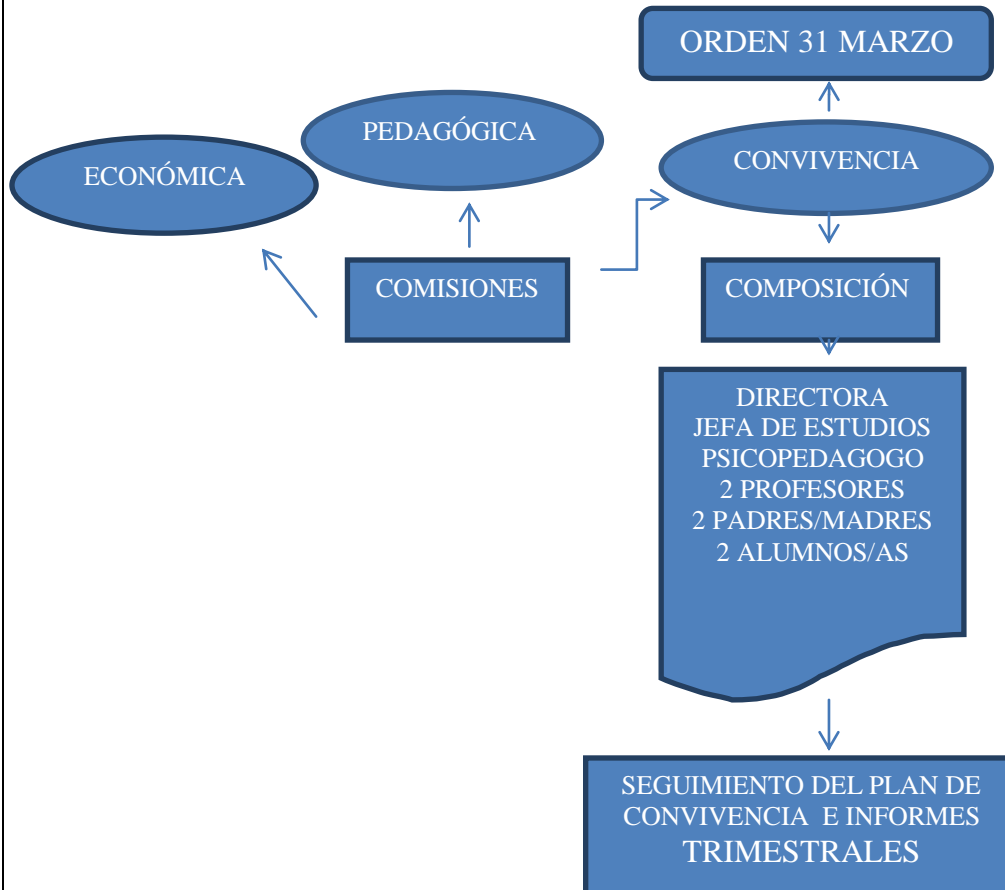 ORDEN 31 MARZO
PEDAGÓGICA
ECONÓMICA
CONVIVENCIA
COMISIONES
COMPOSICIÓN
DIRECTORA
JEFA DE ESTUDIOS
PSICOPEDAGOGO
2 PROFESORES
2 PADRES/MADRES
2 ALUMNOS/AS
SEGUIMIENTO DEL PLAN DE
CONVIVENCIA E INFORMES
TRIMESTRALES